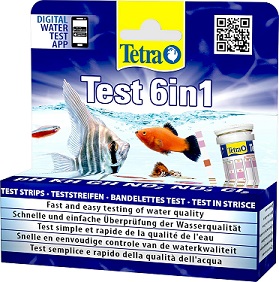 DIGITAL
WATER
TEST
APP
Tetra
Test 6in1
TEST STRIPS - TESTSTREIFEN - BANDELETTES TEST - TEST IN STRISCE
Fast and easy testing of water quality
Schnelle und einfache Überprüfung der Wasserqualität
Test simple et rapide de la qualité de l'eau
Snelle en eenvoudige controle van de waterkwaliteit
Test semplice e rapido della qualità dell'acqua